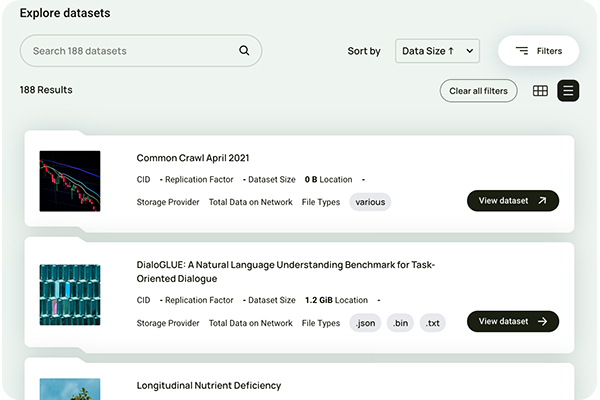 Explore datasets
Search 188 datasets
Sort by
Data Size ↑
Filters
188 Results
Clear all filters
Common Crawl April 2021
CID - Replication Factor - Dataset Size 0 B Location -
Storage Provider Total Data on Network File Types various
View dataset
DialoGLUE: A Natural Language Understanding Benchmark for Task-
Oriented Dialogue
CID - Replication Factor - Dataset Size 1.2 GiB Location -
Storage Provider Total Data on Network File Types .json .bin .txt
View dataset
Longitudinal Nutrient Deficiency